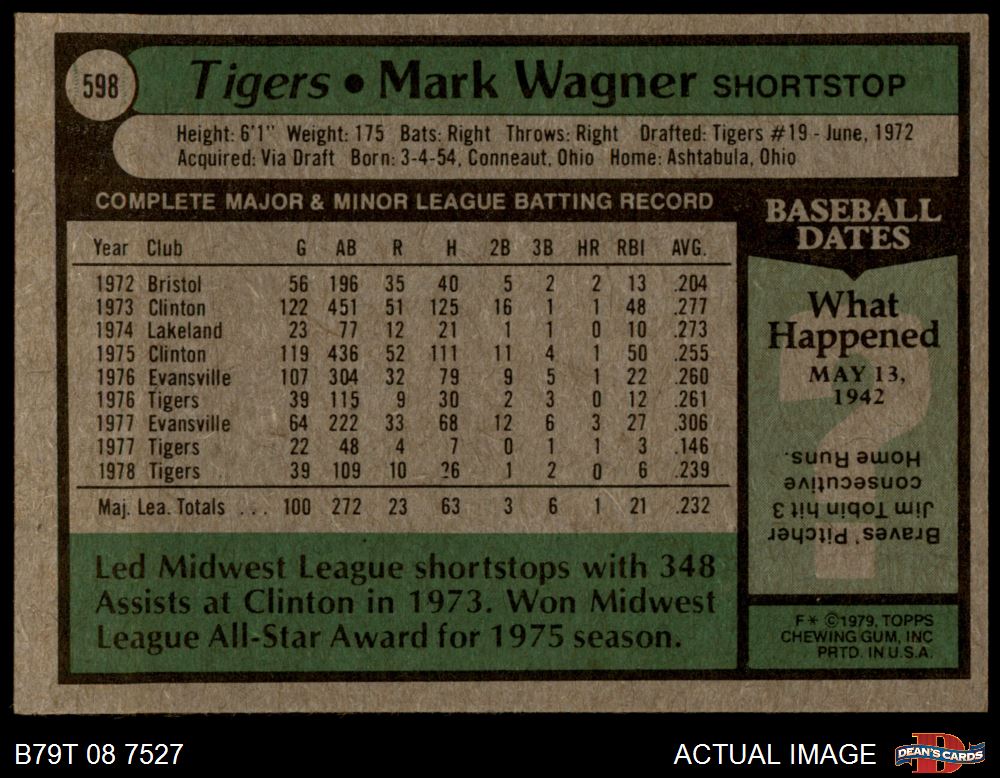 598
Tigers • Mark Wagner SHORTSTOP
Height: 6'1" Weight: 175 Bats: Right Throws: Right Drafted: Tigers #19 - June, 1972
Acquired: Via Draft Born: 3-4-54, Conneaut, Ohio Home: Ashtabula, Ohio
COMPLETE MAJOR & MINOR LEAGUE BATTING RECORD
Year Club G AB R H 2B 3B HR RBI AVG.
1972 Bristol 56 196 35 40 5 2 2 13 .204
1973 Clinton 122 451 51 125 16 1 1 48 .277
1974 Lakeland 23 77 12 21 1 1 0 10 .273
1975 Clinton 119 436 52 111 11 4 1 50 .255
1976 Evansville 107 304 32 79 9 5 1 22 .260
1976 Tigers 39 115 9 30 2 3 0 12 .261
1977 Evansville 64 222 33 68 12 6 3 27 .306
1977 Tigers 22 48 4 7 0 1 1 3 .146
1978 Tigers 39 109 10 26 1 2 0 6 .239
Maj. Lea. Totals ... 100 272 23 63 3 6 1 21 .232
Led Midwest League shortstops with 348
Assists at Clinton in 1973. Won Midwest
League All-Star Award for 1975 season.
BASEBALL
DATES
What
Happened
MAY 13,
1942
?
Braves' Pitcher
Jim Tobin hit 3
consecutive
Home Runs.
F* ©1979, TOPPS
CHEWING GUM, INC
PRTD. IN U.S.A.
B79T 08 7527
ACTUAL IMAGE
DEAN'S CARDS